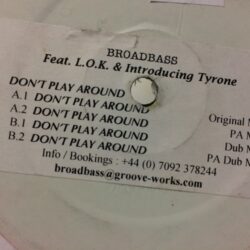 BROADBASS
Feat. L.O.K. & Introducing Tyrone
DON'T PLAY AROUND
A.1 DON'T PLAY AROUND Original M
A.2 DON'T PLAY AROUND PA M
B.1 DON'T PLAY AROUND Dub M
B.2 DON'T PLAY AROUND PA Dub M
Info / Bookings : +44 (0) 7092 378244
broadbass@groove-works.com